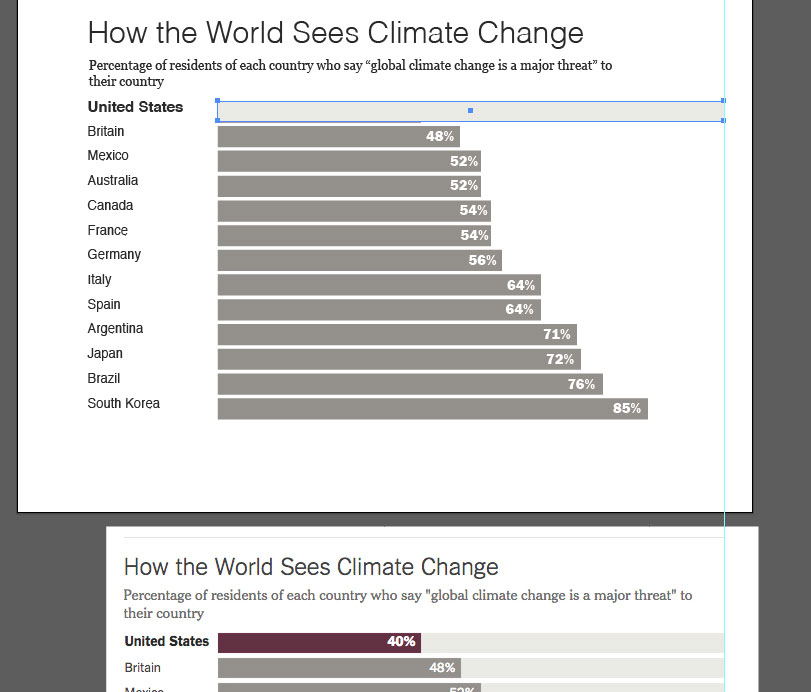 How the World Sees Climate Change
Percentage of residents of each country who say “global climate change is a major threat” to
their country
United States
Britain 48%
Mexico 52%
Australia 52%
Canada 54%
France 54%
Germany 56%
Italy 64%
Spain 64%
Argentina 71%
Japan 72%
Brazil 76%
South Korea 85%
How the World Sees Climate Change
Percentage of residents of each country who say "global climate change is a major threat" to
their country
United States 40%
Britain 48%
Mexico 52%